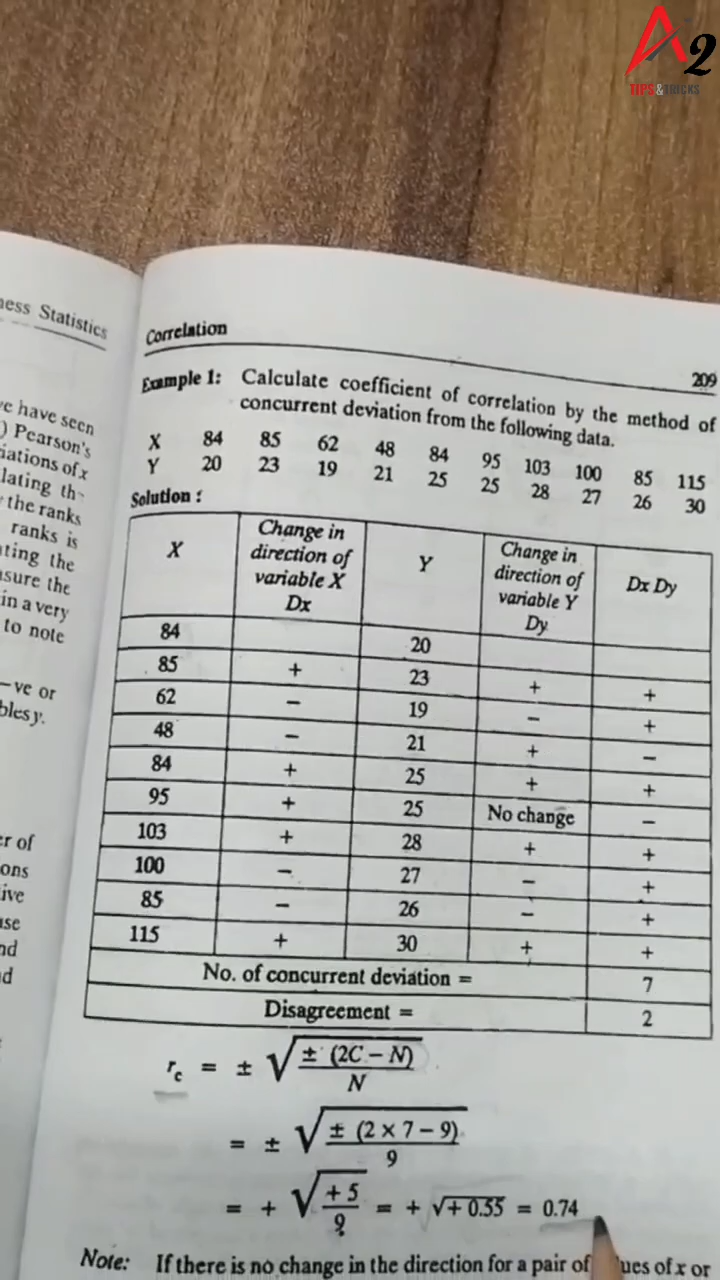 A2
TIPS&TRICKS
ness Statistics
Correlation
209
e have seen
) Pearson's
iations of x
lating th-
the ranks
ranks is
ting the
sure the
in a very
to note
-ve or
bles y.
er of
ons
ive
use
nd
d
Example 1: Calculate coefficient of correlation by the method of
concurrent deviation from the following data.
X 84 85 62 48 84 95 103 100 85 115
Y 20 23 19 21 25 25 28 27 26 30
Solution :
X Change in direction of variable X Dx Y Change in direction of variable Y Dy Dx Dy
84 20
85 + 23 + +
62 − 19 − +
48 − 21 + −
84 + 25 + +
95 + 25 No change −
103 + 28 + +
100 − 27 − +
85 − 26 − +
115 + 30 + +
No. of concurrent deviation = 7
Disagreement = 2
r_c = ± √(± (2C − N) / N)
= ± √(± (2 × 7 − 9) / 9)
= + √(+ 5 / 9) = + √+ 0.55 = 0.74
Note: If there is no change in the direction for a pair of ues of x or